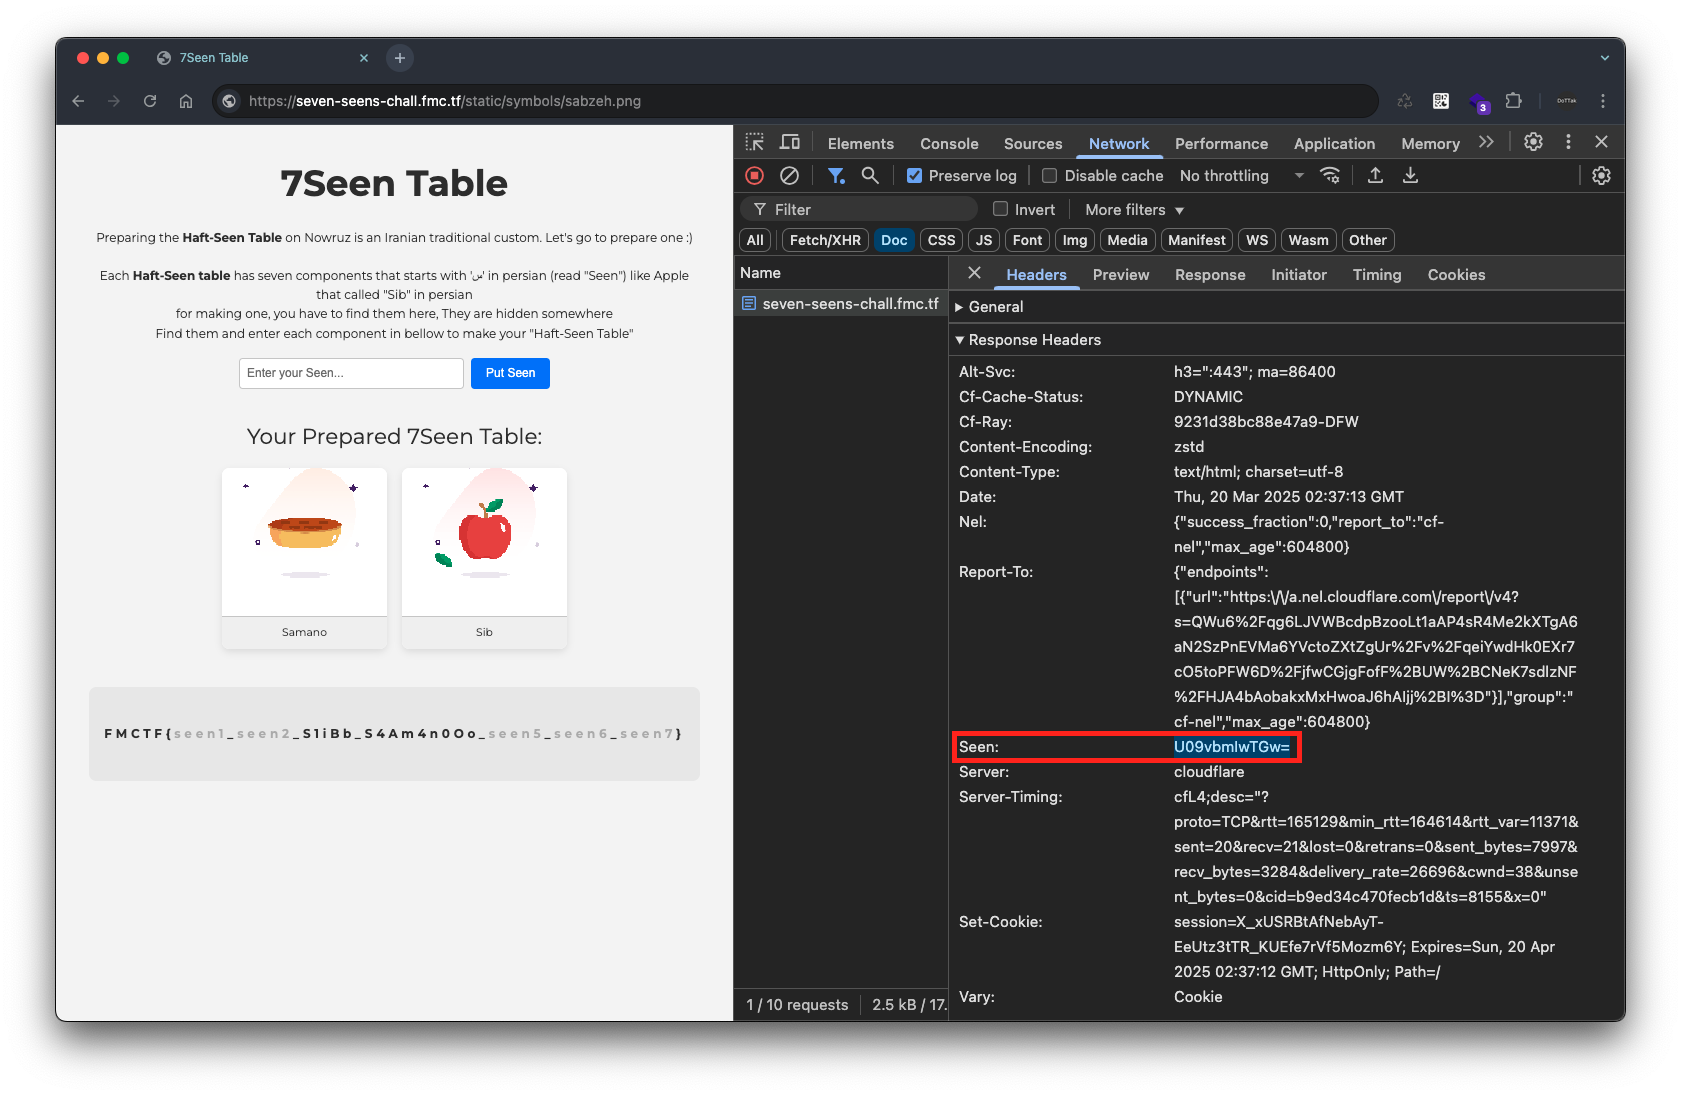 7Seen Table
https://seven-seens-chall.fmc.tf/static/symbols/sabzeh.png
3
DoTTak
7Seen Table
Preparing the Haft-Seen Table on Nowruz is an Iranian traditional custom. Let's go to prepare one :)
Each Haft-Seen table has seven components that starts with 'س' in persian (read "Seen") like Apple
that called "Sib" in persian
for making one, you have to find them here, They are hidden somewhere
Find them and enter each component in bellow to make your "Haft-Seen Table"
Enter your Seen...
Put Seen
Your Prepared 7Seen Table:
Samano
Sib
FMCTF{seen1_seen2_S1iBb_S4Am4n0Oo_seen5_seen6_seen7}
Elements Console Sources Network Performance Application Memory
Preserve log Disable cache No throttling
Filter Invert More filters
All Fetch/XHR Doc CSS JS Font Img Media Manifest WS Wasm Other
Name
seven-seens-chall.fmc.tf
Headers Preview Response Initiator Timing Cookies
General
Response Headers
Alt-Svc: h3=":443"; ma=86400
Cf-Cache-Status: DYNAMIC
Cf-Ray: 9231d38bc88e47a9-DFW
Content-Encoding: zstd
Content-Type: text/html; charset=utf-8
Date: Thu, 20 Mar 2025 02:37:13 GMT
Nel: {"success_fraction":0,"report_to":"cf-
nel","max_age":604800}
Report-To: {"endpoints":
[{"url":"https:\/\/a.nel.cloudflare.com\/report\/v4?
s=QWu6%2Fqg6LJVWBcdpBzooLt1aAP4sR4Me2kXTgA6
aN2SzPnEVMa6YVctoZXtZgUr%2Fv%2FqeiYwdHk0EXr7
cO5toPFW6D%2FjfwCGjgFofF%2BUW%2BCNeK7sdlzNF
%2FHJA4bAobakxMxHwoaJ6hAljj%2BI%3D"}],"group":"
cf-nel","max_age":604800}
Seen: U09vbmlwTGw=
Server: cloudflare
Server-Timing: cfL4;desc="?
proto=TCP&rtt=165129&min_rtt=164614&rtt_var=11371&
sent=20&recv=21&lost=0&retrans=0&sent_bytes=7997&
recv_bytes=3284&delivery_rate=26696&cwnd=38&unse
nt_bytes=0&cid=b9ed34c470fecb1d&ts=8155&x=0"
Set-Cookie: session=X_xUSRBtAfNebAyT-
EeUtz3tTR_KUEfe7rVf5Mozm6Y; Expires=Sun, 20 Apr
2025 02:37:12 GMT; HttpOnly; Path=/
Vary: Cookie
1 / 10 requests 2.5 kB / 17.